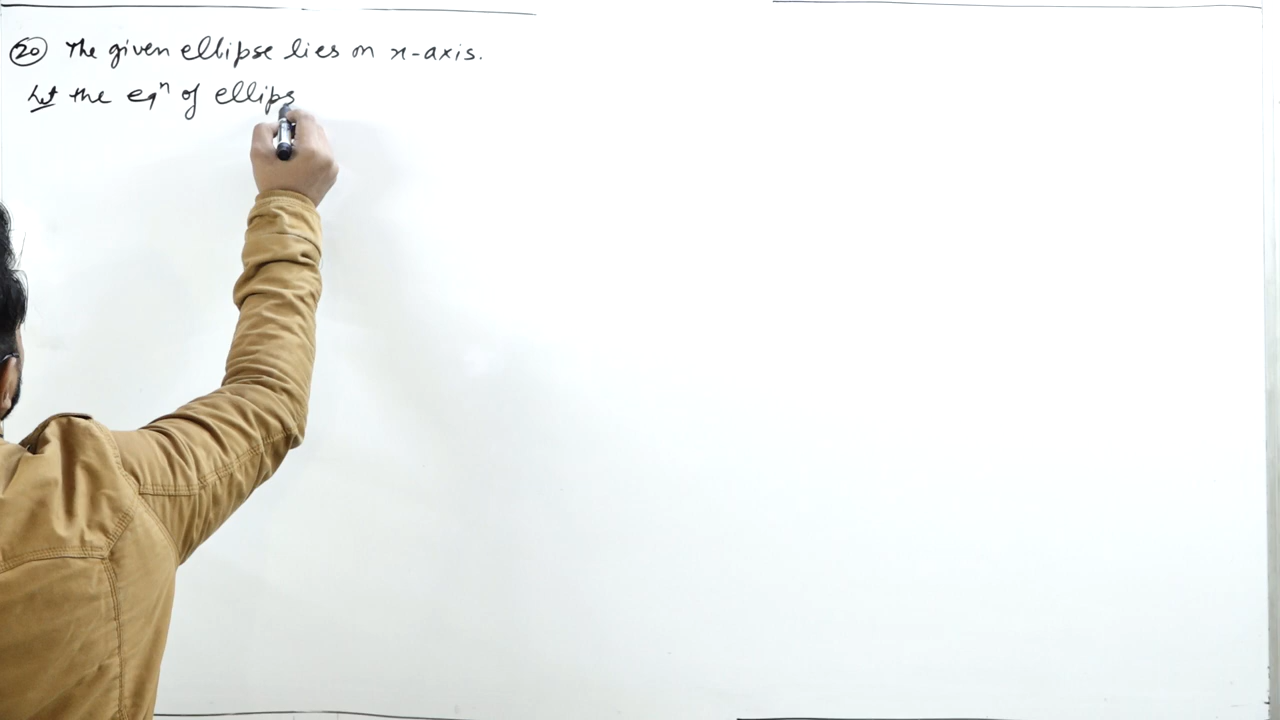 20 The given ellipse lies on x-axis.
Let the eqⁿ of ellips